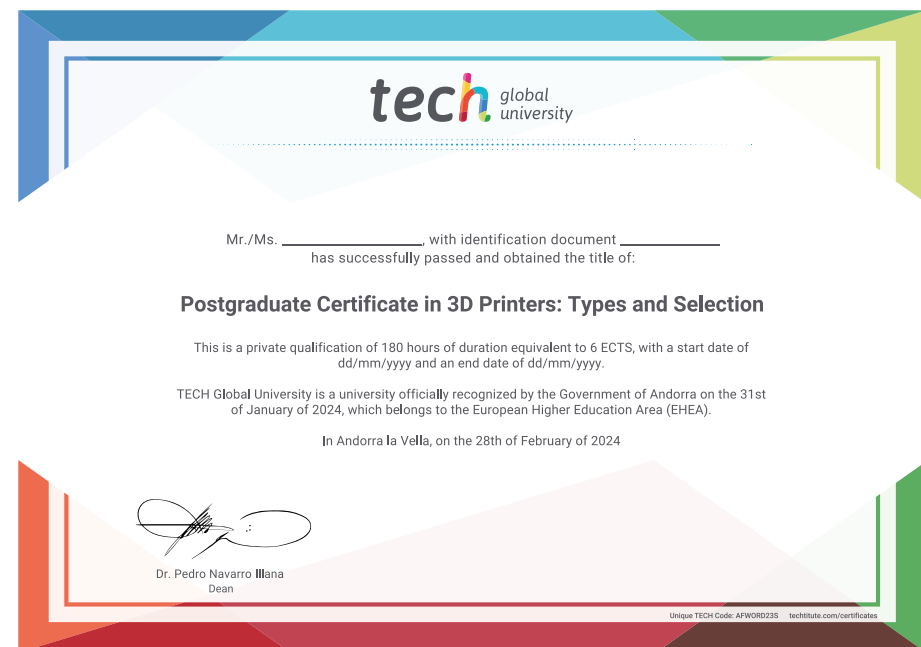 tech global
university
Mr./Ms. ____________________, with identification document ______________
has successfully passed and obtained the title of:
Postgraduate Certificate in 3D Printers: Types and Selection
This is a private qualification of 180 hours of duration equivalent to 6 ECTS, with a start date of
dd/mm/yyyy and an end date of dd/mm/yyyy.
TECH Global University is a university officially recognized by the Government of Andorra on the 31st
of January of 2024, which belongs to the European Higher Education Area (EHEA).
In Andorra la Vella, on the 28th of February of 2024
Dr. Pedro Navarro Illana
Dean
Unique TECH Code: AFWORD23S techtitute.com/certificates